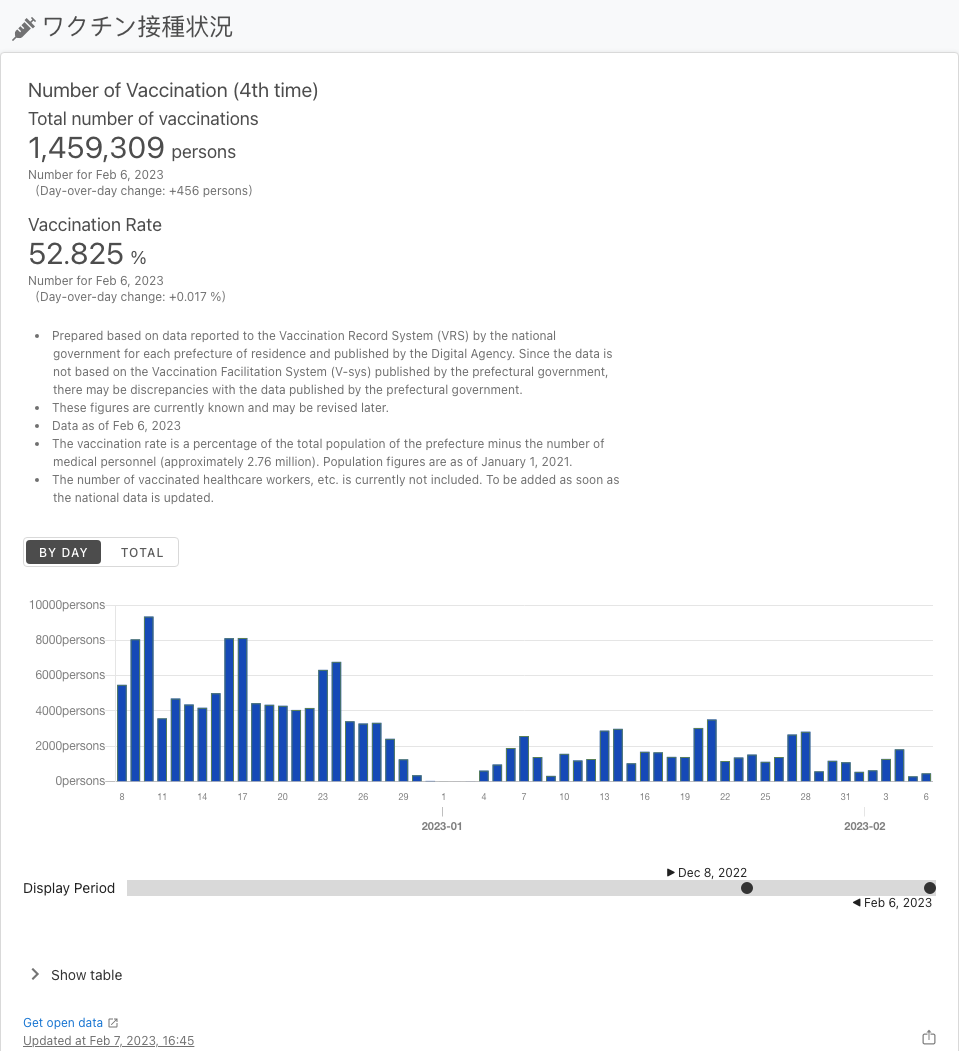 ワクチン接種状況
Number of Vaccination (4th time)
Total number of vaccinations
1,459,309 persons
Number for Feb 6, 2023
(Day-over-day change: +456 persons)
Vaccination Rate
52.825 %
Number for Feb 6, 2023
(Day-over-day change: +0.017 %)
• Prepared based on data reported to the Vaccination Record System (VRS) by the national
government for each prefecture of residence and published by the Digital Agency. Since the data is
not based on the Vaccination Facilitation System (V-sys) published by the prefectural government,
there may be discrepancies with the data published by the prefectural government.
• These figures are currently known and may be revised later.
• Data as of Feb 6, 2023
• The vaccination rate is a percentage of the total population of the prefecture minus the number of
medical personnel (approximately 2.76 million). Population figures are as of January 1, 2021.
• The number of vaccinated healthcare workers, etc. is currently not included. To be added as soon as
the national data is updated.
BY DAY TOTAL
10000persons
8000persons
6000persons
4000persons
2000persons
0persons
8 11 14 17 20 23 26 29 1 4 7 10 13 16 19 22 25 28 31 3 6
2023-01 2023-02
Dec 8, 2022
Display Period
Feb 6, 2023
Show table
Get open data
Updated at Feb 7, 2023, 16:45